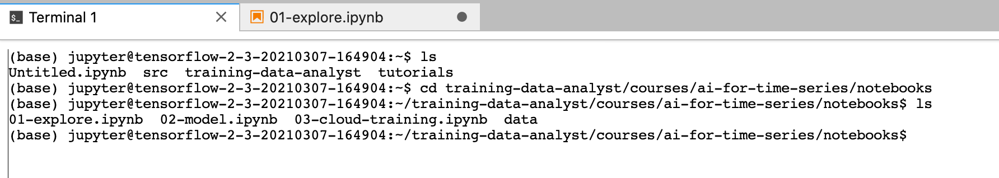 $_ Terminal 1 01-explore.ipynb
(base) jupyter@tensorflow-2-3-20210307-164904:~$ ls
Untitled.ipynb  src  training-data-analyst  tutorials
(base) jupyter@tensorflow-2-3-20210307-164904:~$ cd training-data-analyst/courses/ai-for-time-series/notebooks
(base) jupyter@tensorflow-2-3-20210307-164904:~/training-data-analyst/courses/ai-for-time-series/notebooks$ ls
01-explore.ipynb  02-model.ipynb  03-cloud-training.ipynb  data
(base) jupyter@tensorflow-2-3-20210307-164904:~/training-data-analyst/courses/ai-for-time-series/notebooks$